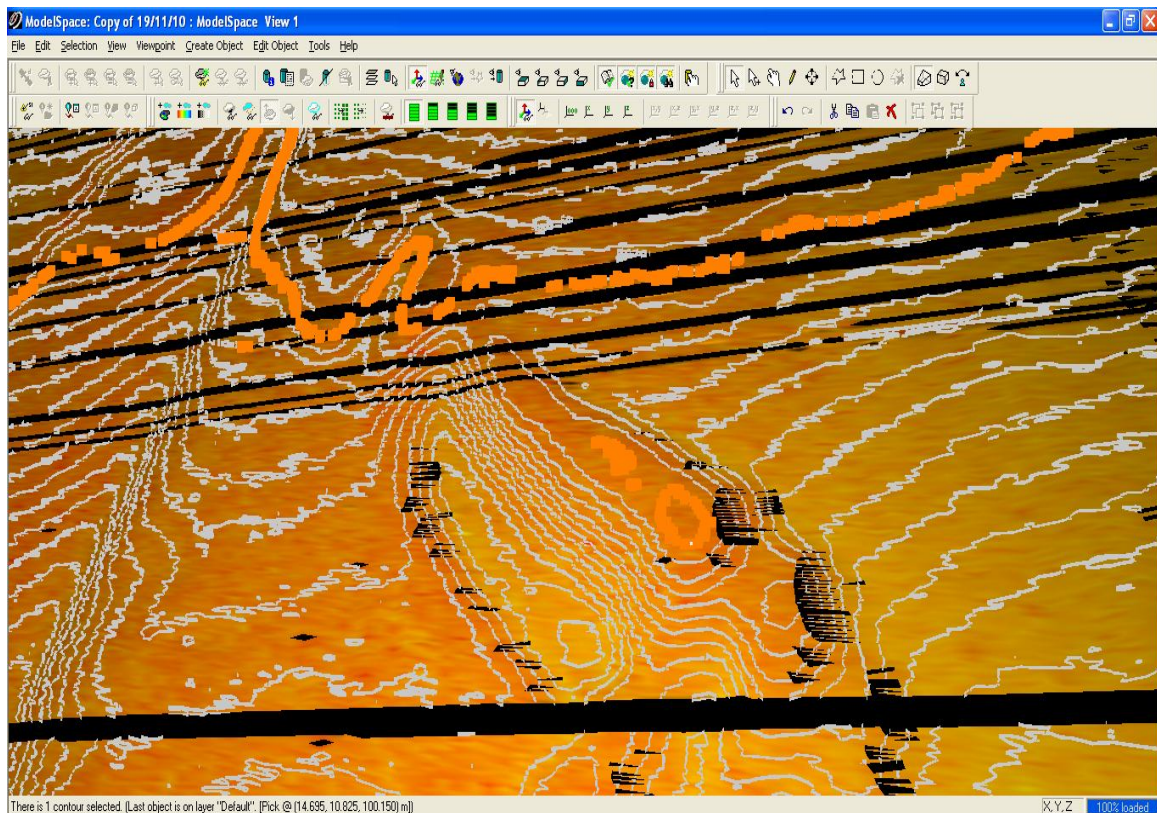 ModelSpace: Copy of 19/11/10 : ModelSpace View 1
File Edit Selection View Viewpoint Create Object Edit Object Tools Help
There is 1 contour selected. (Last object is on layer "Default". [Pick @ (14.695, 10.825, 100.150) m])
X, Y, Z
100% loaded